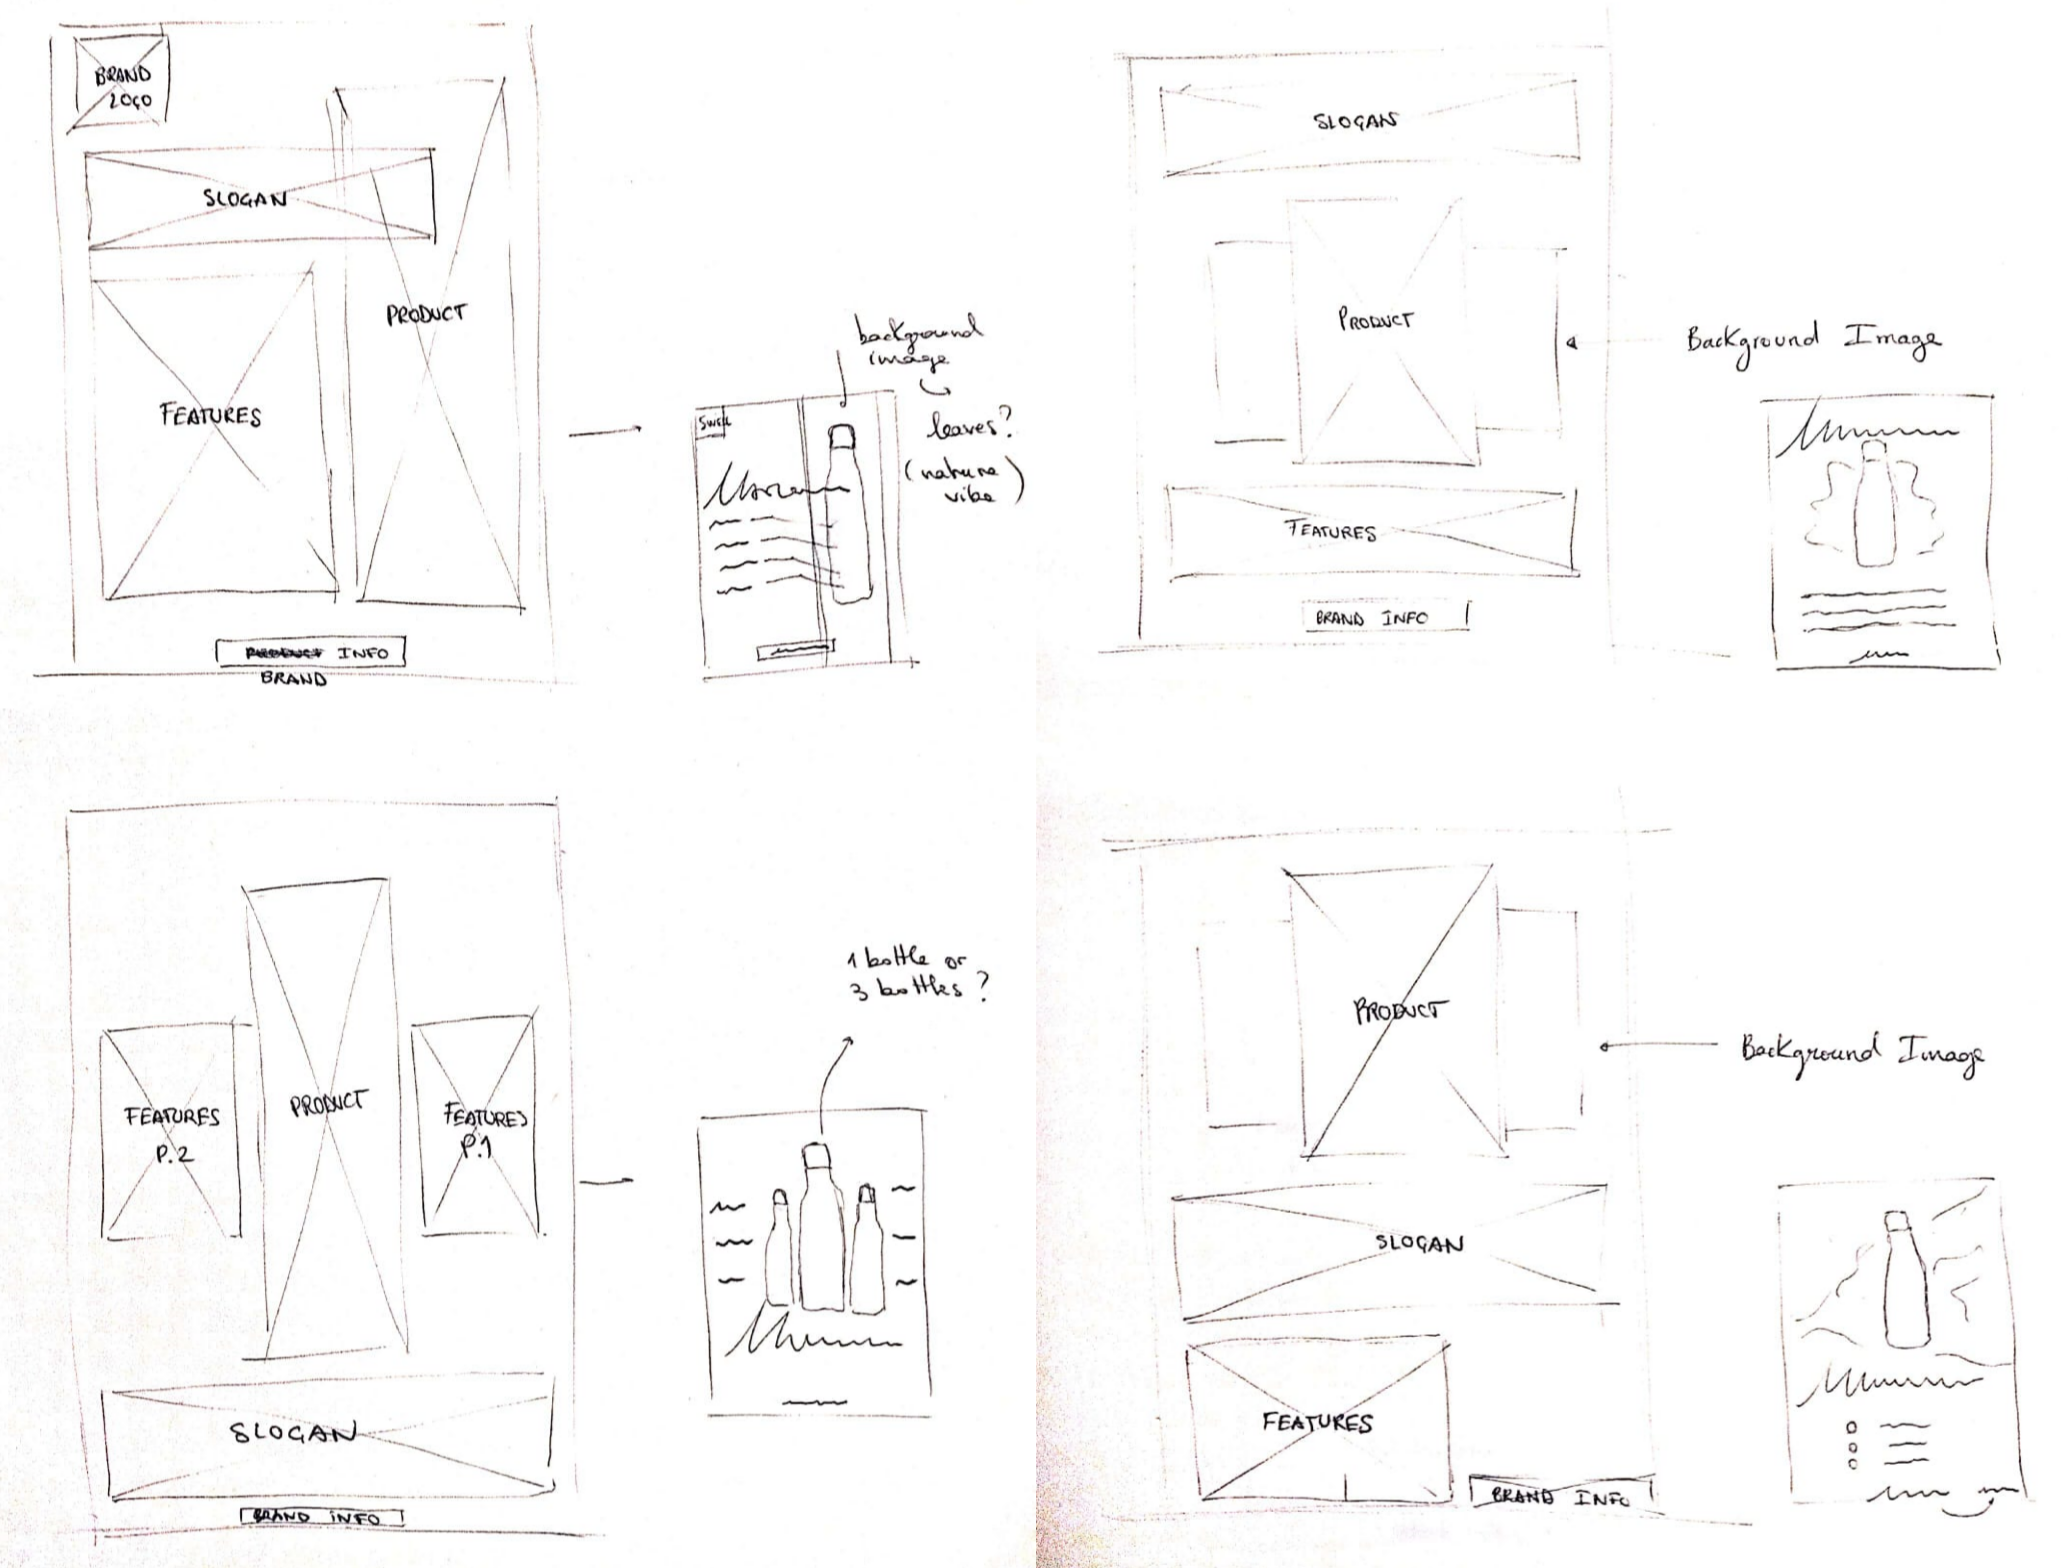 BRAND
LOGO
SLOGAN
PRODUCT
FEATURES
INFO
BRAND
background
image
leaves?
(nature
vibe)
Swell
SLOGAN
PRODUCT
Background Image
FEATURES
BRAND INFO
FEATURES
P.2
PRODUCT
FEATURES
P.1
SLOGAN
BRAND INFO
1 bottle or
3 bottles?
PRODUCT
Background Image
SLOGAN
FEATURES
BRAND INFO